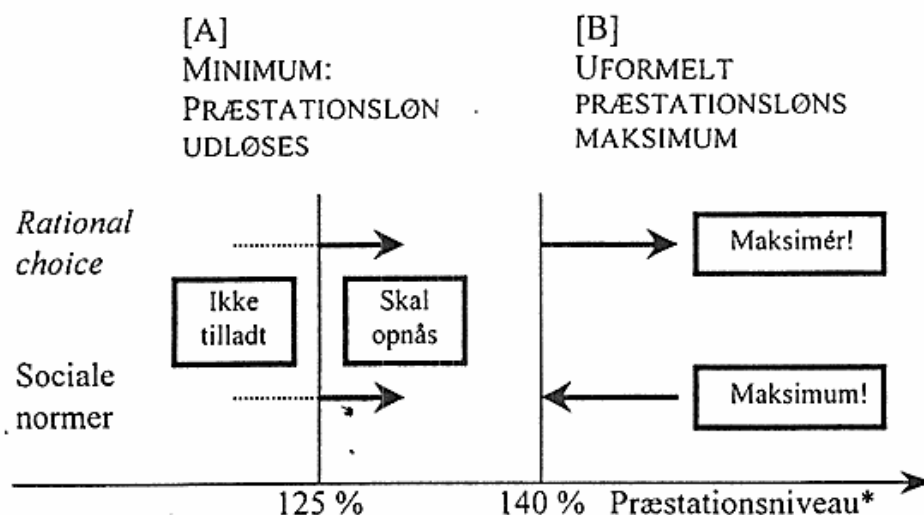 [A]
MINIMUM:
PRÆSTATIONSLØN
UDLØSES
[B]
UFORMELT
PRÆSTATIONSLØNS
MAKSIMUM
Rational
choice
Maksimér!
Ikke
tilladt
Skal
opnås
Sociale
normer
Maksimum!
125 %
140 %
Præstationsniveau*